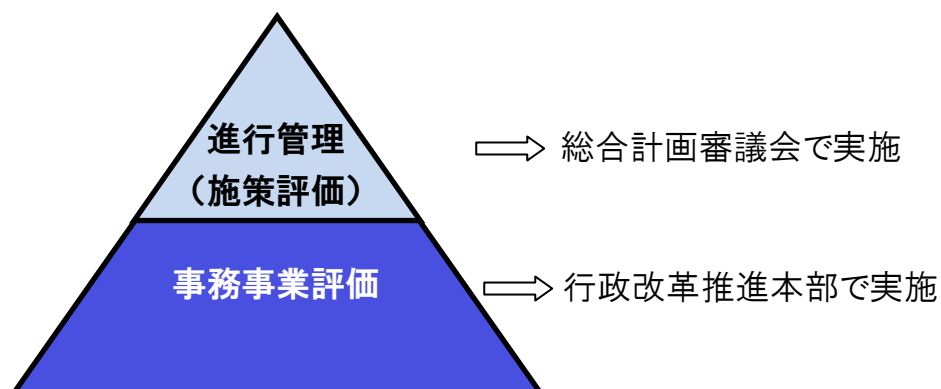 進行管理
（施策評価）
総合計画審議会で実施
事務事業評価
行政改革推進本部で実施